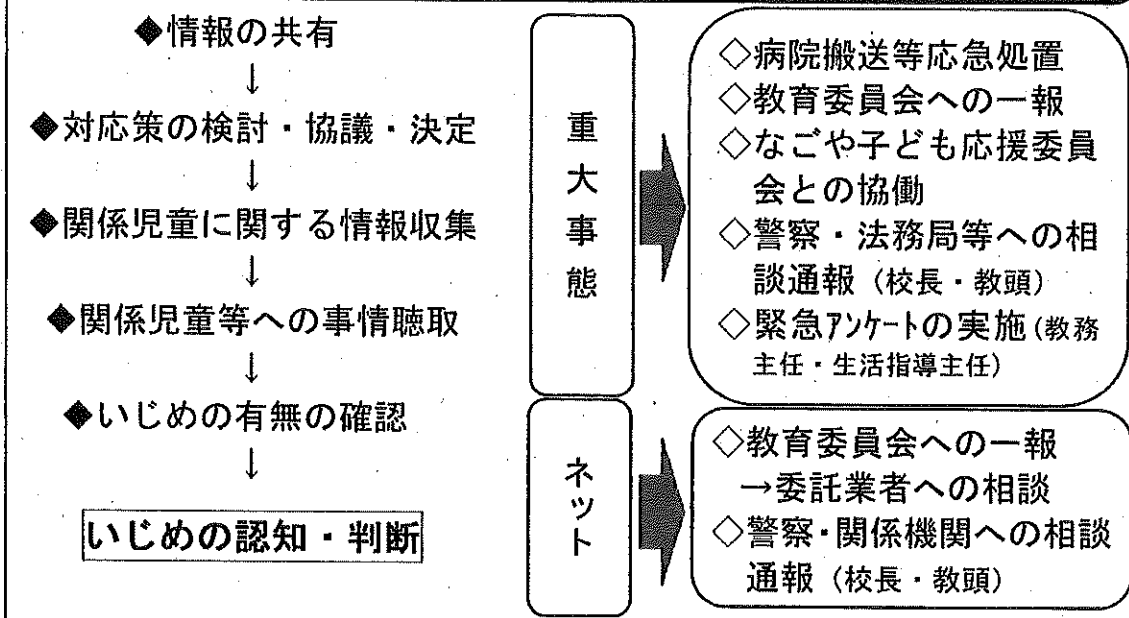 ◆情報の共有
↓
◆対応策の検討・協議・決定
↓
◆関係児童に関する情報収集
↓
◆関係児童等への事情聴取
↓
◆いじめの有無の確認
↓
いじめの認知・判断
重大事態
◇病院搬送等応急処置
◇教育委員会への一報
◇なごや子ども応援委員
会との協働
◇警察・法務局等への相
談通報（校長・教頭）
◇緊急アンケートの実施(教務
主任・生活指導主任)
ネット
◇教育委員会への一報
→委託業者への相談
◇警察・関係機関への相談
通報（校長・教頭）